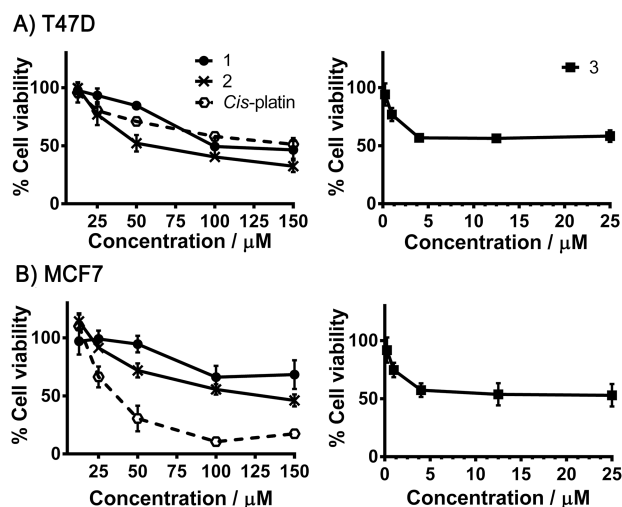 A) T47D
1
2
Cis-platin
3
% Cell viability
100
50
0
25 50 75 100 125 150
Concentration / μM
% Cell viability
100
50
0
0 5 10 15 20 25
Concentration / μM
B) MCF7
% Cell viability
100
50
0
25 50 75 100 125 150
Concentration / μM
% Cell viability
100
50
0
0 5 10 15 20 25
Concentration / μM